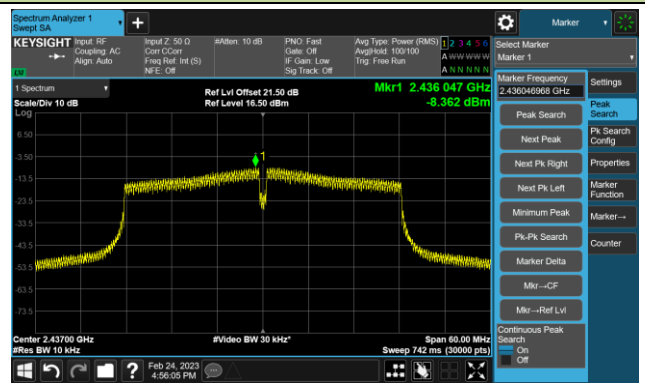 Spectrum Analyzer 1
Swept SA
Marker
KEYSIGHT
Input: RF
Coupling: AC
Align: Auto
Input Z: 50 Ω
Corr CCorr
Freq Ref: Int (S)
NFE: Off
#Atten: 10 dB
PNO: Fast
Gate: Off
IF Gain: Low
Sig Track: Off
Avg Type: Power (RMS)
Avg|Hold: 100/100
Trig: Free Run
1 2 3 4 5 6
A W W W W W
A N N N N N
Select Marker
Marker 1
1 Spectrum
Scale/Div 10 dB
Log
Ref Lvl Offset 21.50 dB
Ref Level 16.50 dBm
Mkr1 2.436 047 GHz
-8.362 dBm
6.50
-3.50
-13.5
-23.5
-33.5
-43.5
-53.5
-63.5
-73.5
1
Center 2.43700 GHz
#Res BW 10 kHz
#Video BW 30 kHz*
Span 60.00 MHz
Sweep 742 ms (30000 pts)
Marker Frequency
2.436046968 GHz
Peak Search
Next Peak
Next Pk Right
Next Pk Left
Minimum Peak
Pk-Pk Search
Marker Delta
Mkr→CF
Mkr→Ref Lvl
Continuous Peak
Search
On
Off
Settings
Peak
Search
Pk Search
Config
Properties
Marker
Function
Marker→
Counter
?
Feb 24, 2023
4:56:05 PM